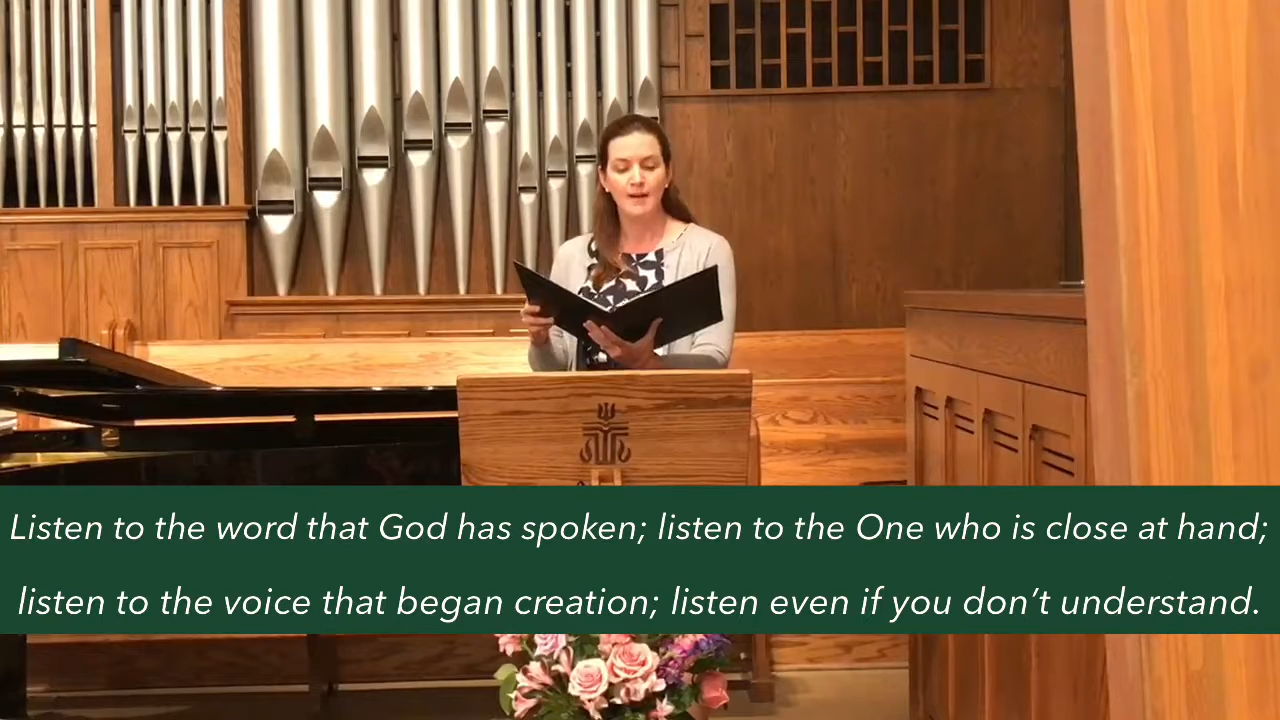 Listen to the word that God has spoken; listen to the One who is close at hand;
listen to the voice that began creation; listen even if you don’t understand.